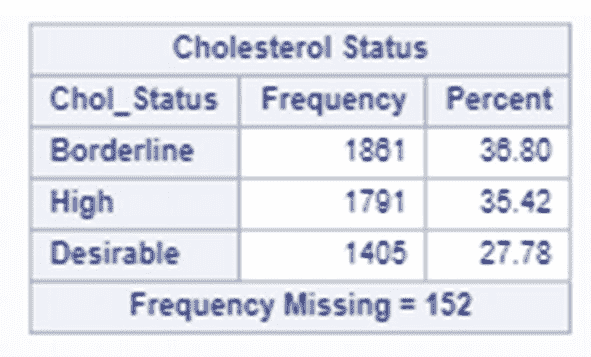 Cholesterol Status
Chol_Status Frequency Percent
Borderline 1861 36.80
High 1791 35.42
Desirable 1405 27.78
Frequency Missing = 152